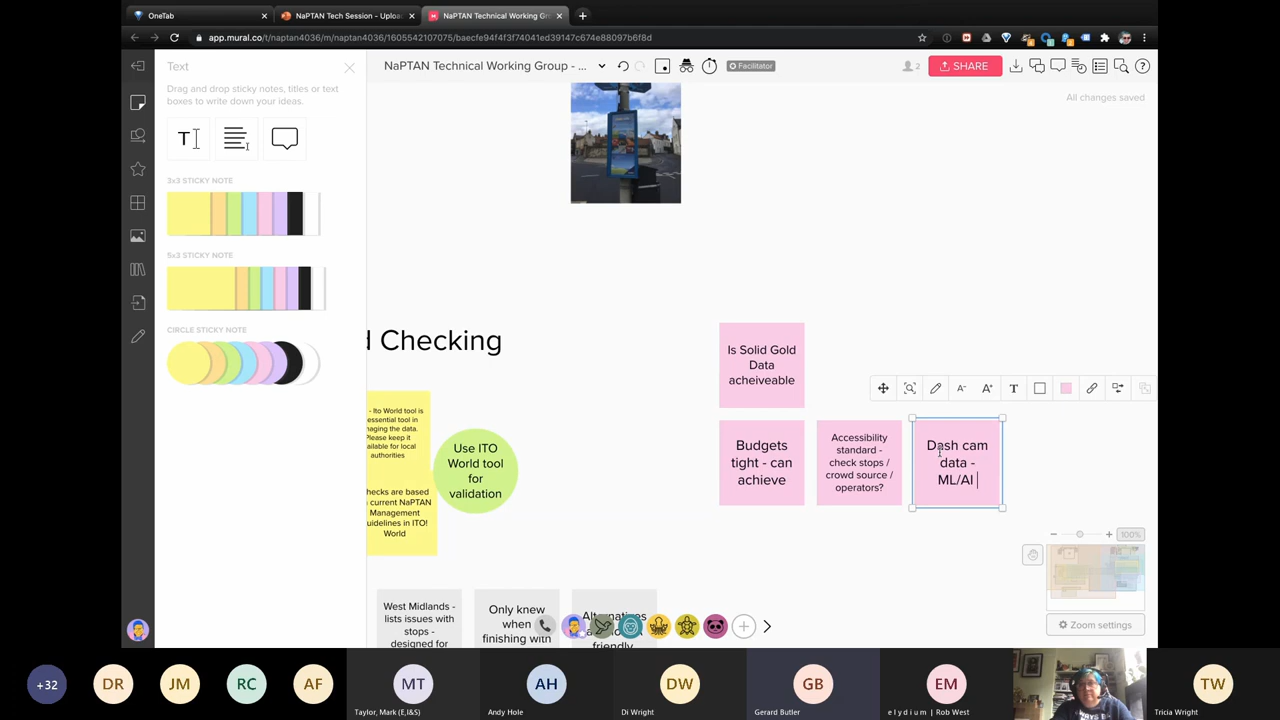 OneTab
NaPTAN Tech Session - Uploa
NaPTAN Technical Working Gro
app.mural.co/t/naptan4036/m/naptan4036/1605542107075/baecfe94f4f3f74041ed39147c674e88097b6f8d
Text
NaPTAN Technical Working Group - ...
Facilitator
2
SHARE
Drag and drop sticky notes, titles or text
boxes to write down your ideas.
All changes saved
T
3x3 STICKY NOTE
5x3 STICKY NOTE
CIRCLE STICKY NOTE
d Checking
Is Solid Gold
Data
acheiveable
- Ito World tool is
essential tool in
naging the data.
Please keep it
ailable for local
authorities
hecks are based
current NaPTAN
Management
uidelines in ITO!
World
Use ITO
World tool
for
validation
A-
A+
T
Budgets
tight - can
achieve
Accessibility
standard -
check stops /
crowd source /
operators?
Dash cam
data -
ML/AI
100%
West Midlands -
lists issues with
stops -
designed for
Only knew
when
finishing with
friendly
Zoom settings
+32
DR
JM
RC
AF
MT
Taylor, Mark (E,I&S)
AH
Andy Hole
DW
Di Wright
GB
Gerard Butler
EM
e l y d i u m | Rob West
TW
Tricia Wright